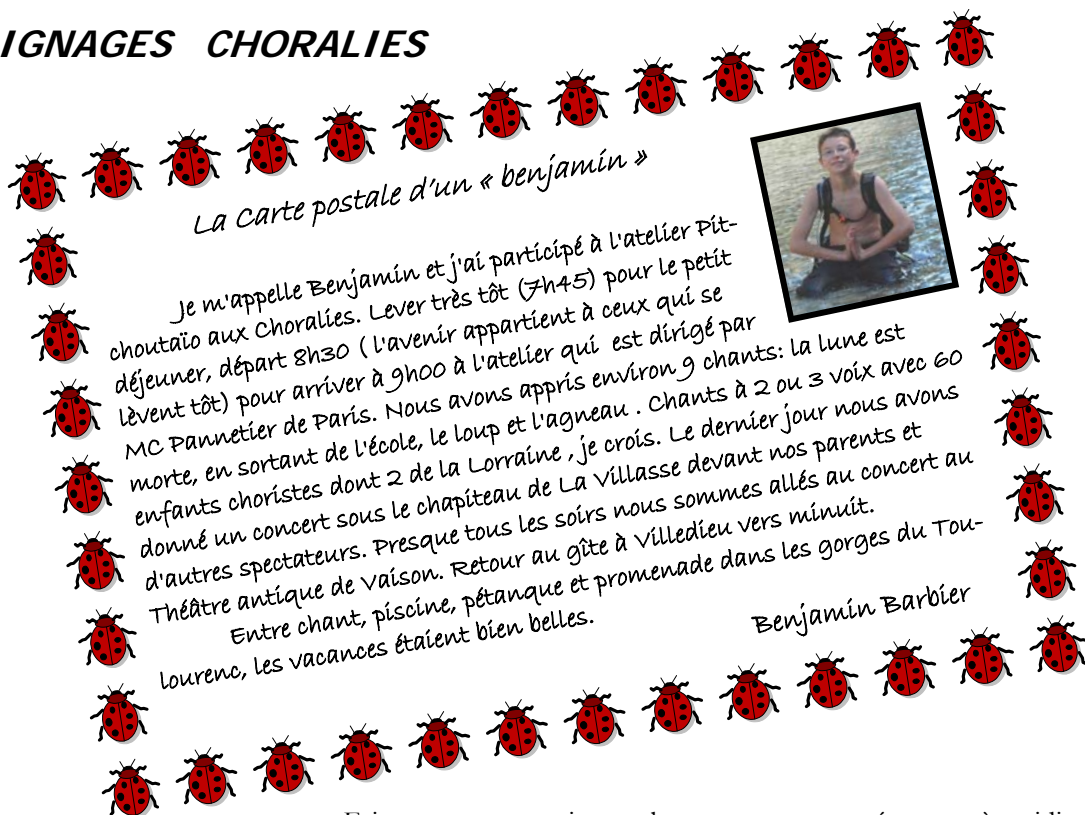 IGNAGES CHORALIES
La Carte postale d'un « benjamin »
Je m'appelle Benjamin et j'ai participé à l'atelier Pit-
choutaïo aux Choralies. Lever très tôt (7h45) pour le petit
déjeuner, départ 8h30 ( l'avenir appartient à ceux qui se
lèvent tôt) pour arriver à 9h00 à l'atelier qui est dirigé par
MC Pannetier de Paris. Nous avons appris environ 9 chants: la lune est
morte, en sortant de l'école, le loup et l'agneau . Chants à 2 ou 3 voix avec 60
enfants choristes dont 2 de la Lorraine , je crois. Le dernier jour nous avons
donné un concert sous le chapiteau de La Villasse devant nos parents et
d'autres spectateurs. Presque tous les soirs nous sommes allés au concert au
Théâtre antique de Vaison. Retour au gîte à Villedieu vers minuit.
Entre chant, piscine, pétanque et promenade dans les gorges du Tou-
lourenc, les vacances étaient bien belles.
Benjamin Barbier